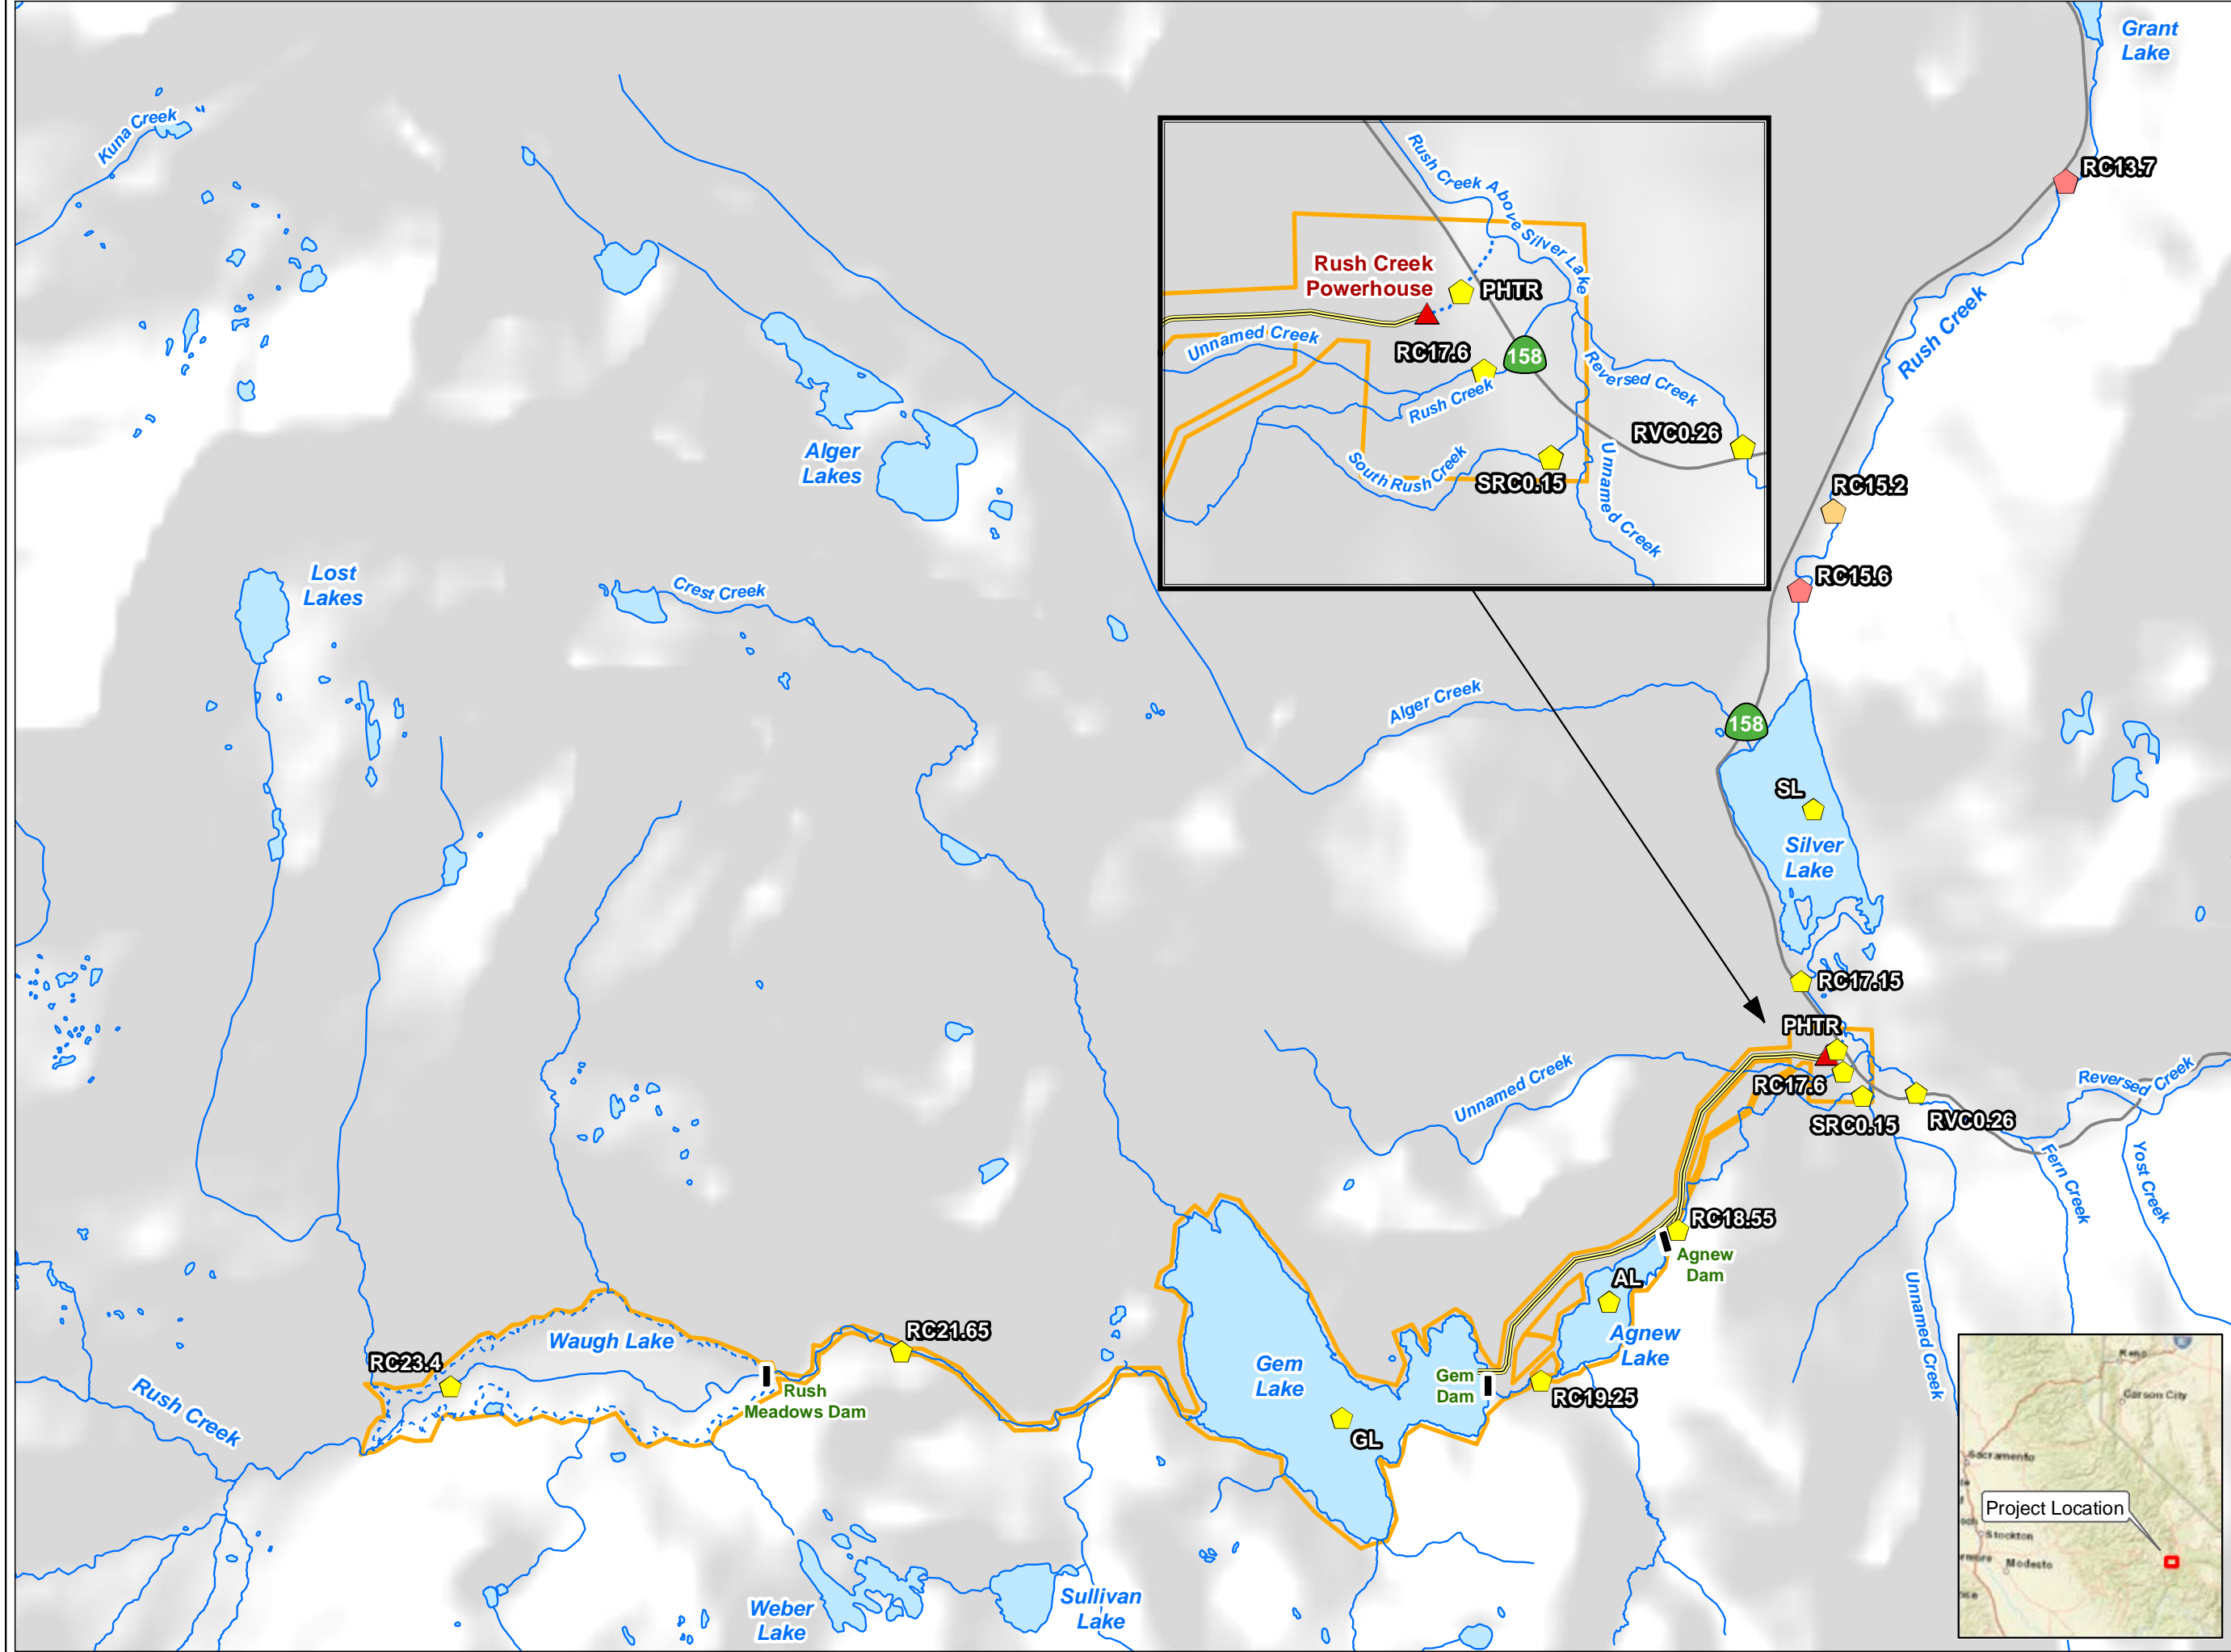 Grant
Lake
Kuna Creek
RC13.7
Rush Creek Above Silver Lake
Rush Creek
Powerhouse
PHTR
Unnamed Creek
RC17.6
158
Reversed Creek
Rush Creek
RVC0.26
South Rush Creek
SRC0.15
Unnamed Creek
Rush Creek
Alger
Lakes
RC15.2
Lost
Lakes
Crest Creek
RC15.6
Alger Creek
158
SL
Silver
Lake
RC17.15
PHTR
Unnamed Creek
RC17.6
SRC0.15
RVC0.26
Reversed Creek
Fern Creek
Yost Creek
RC18.55
Agnew
Dam
AL
Unnamed Creek
Waugh Lake
RC21.65
RC23.4
Agnew
Lake
Gem
Lake
Gem
Dam
Rush
Meadows Dam
RC19.25
Rush Creek
GL
Weber
Lake
Sullivan
Lake
Reno
Carson City
Sacramento
Project Location
Stockton
Modesto